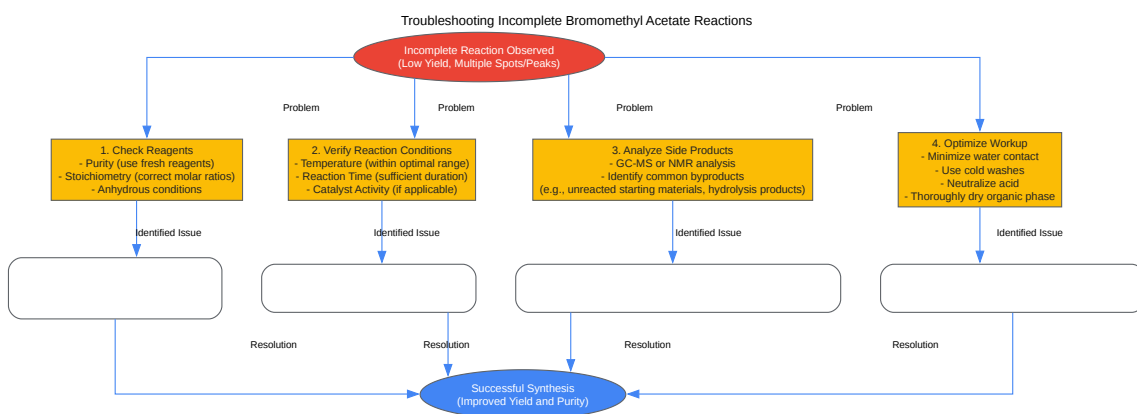 Troubleshooting Incomplete Bromomethyl Acetate Reactions
Incomplete Reaction Observed
(Low Yield, Multiple Spots/Peaks)
Problem
Problem
Problem
Problem
1. Check Reagents
- Purity (use fresh reagents)
- Stoichiometry (correct molar ratios)
- Anhydrous conditions
2. Verify Reaction Conditions
- Temperature (within optimal range)
- Reaction Time (sufficient duration)
- Catalyst Activity (if applicable)
3. Analyze Side Products
- GC-MS or NMR analysis
- Identify common byproducts
(e.g., unreacted starting materials, hydrolysis products)
4. Optimize Workup
- Minimize water contact
- Use cold washes
- Neutralize acid
- Thoroughly dry organic phase
Identified Issue
Identified Issue
Identified Issue
Identified Issue
Resolution
Resolution
Resolution
Resolution
Successful Synthesis
(Improved Yield and Purity)